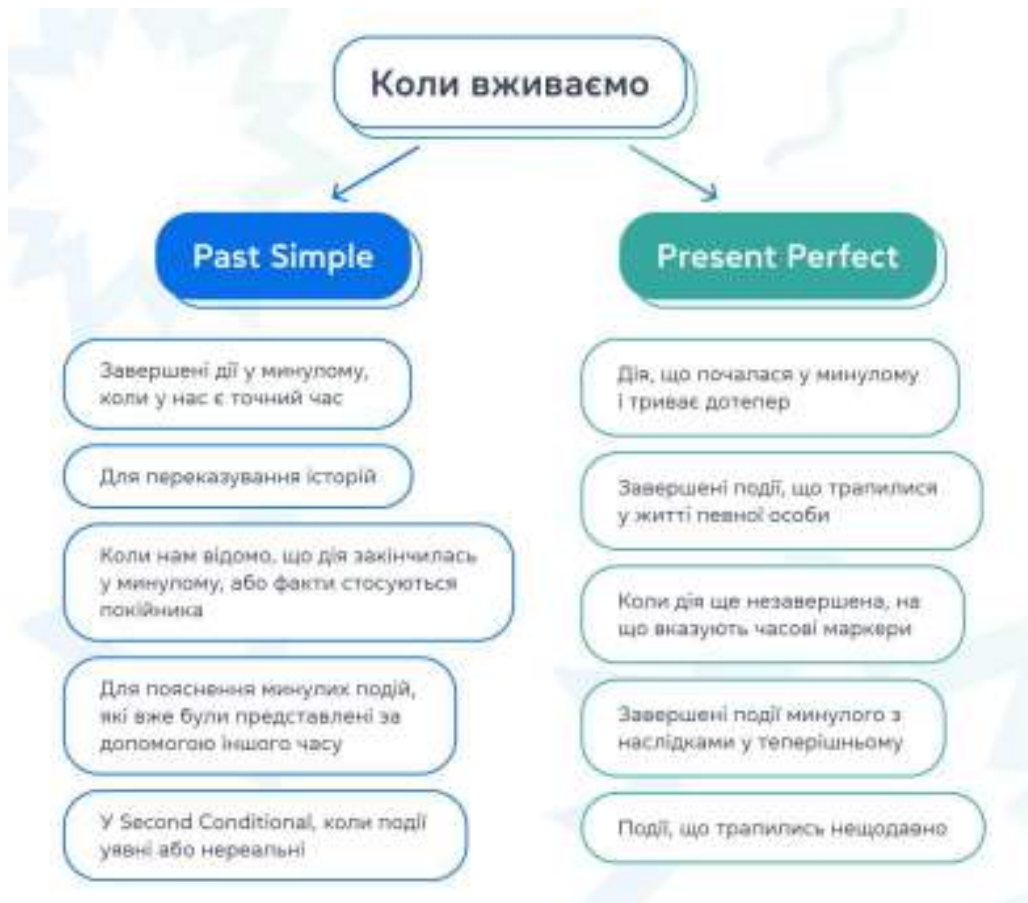 Коли вживаємо
Past Simple
Завершені дії у минулому,
коли у нас є точний час
Для переказування історій
Коли нам відомо, що дія закінчилась
у минулому, або факти стосуються
покійника
Для пояснення минулих подій,
які вже були представлені за
допомогою іншого часу
У Second Conditional, коли події
уявні або нереальні
Present Perfect
Дія, що почалася у минулому
і триває дотепер
Завершені події, що трапилися
у житті певної особи
Коли дія ще незавершена, на
що вказують часові маркери
Завершені події минулого з
наслідками у теперішньому
Події, що трапились нещодавно